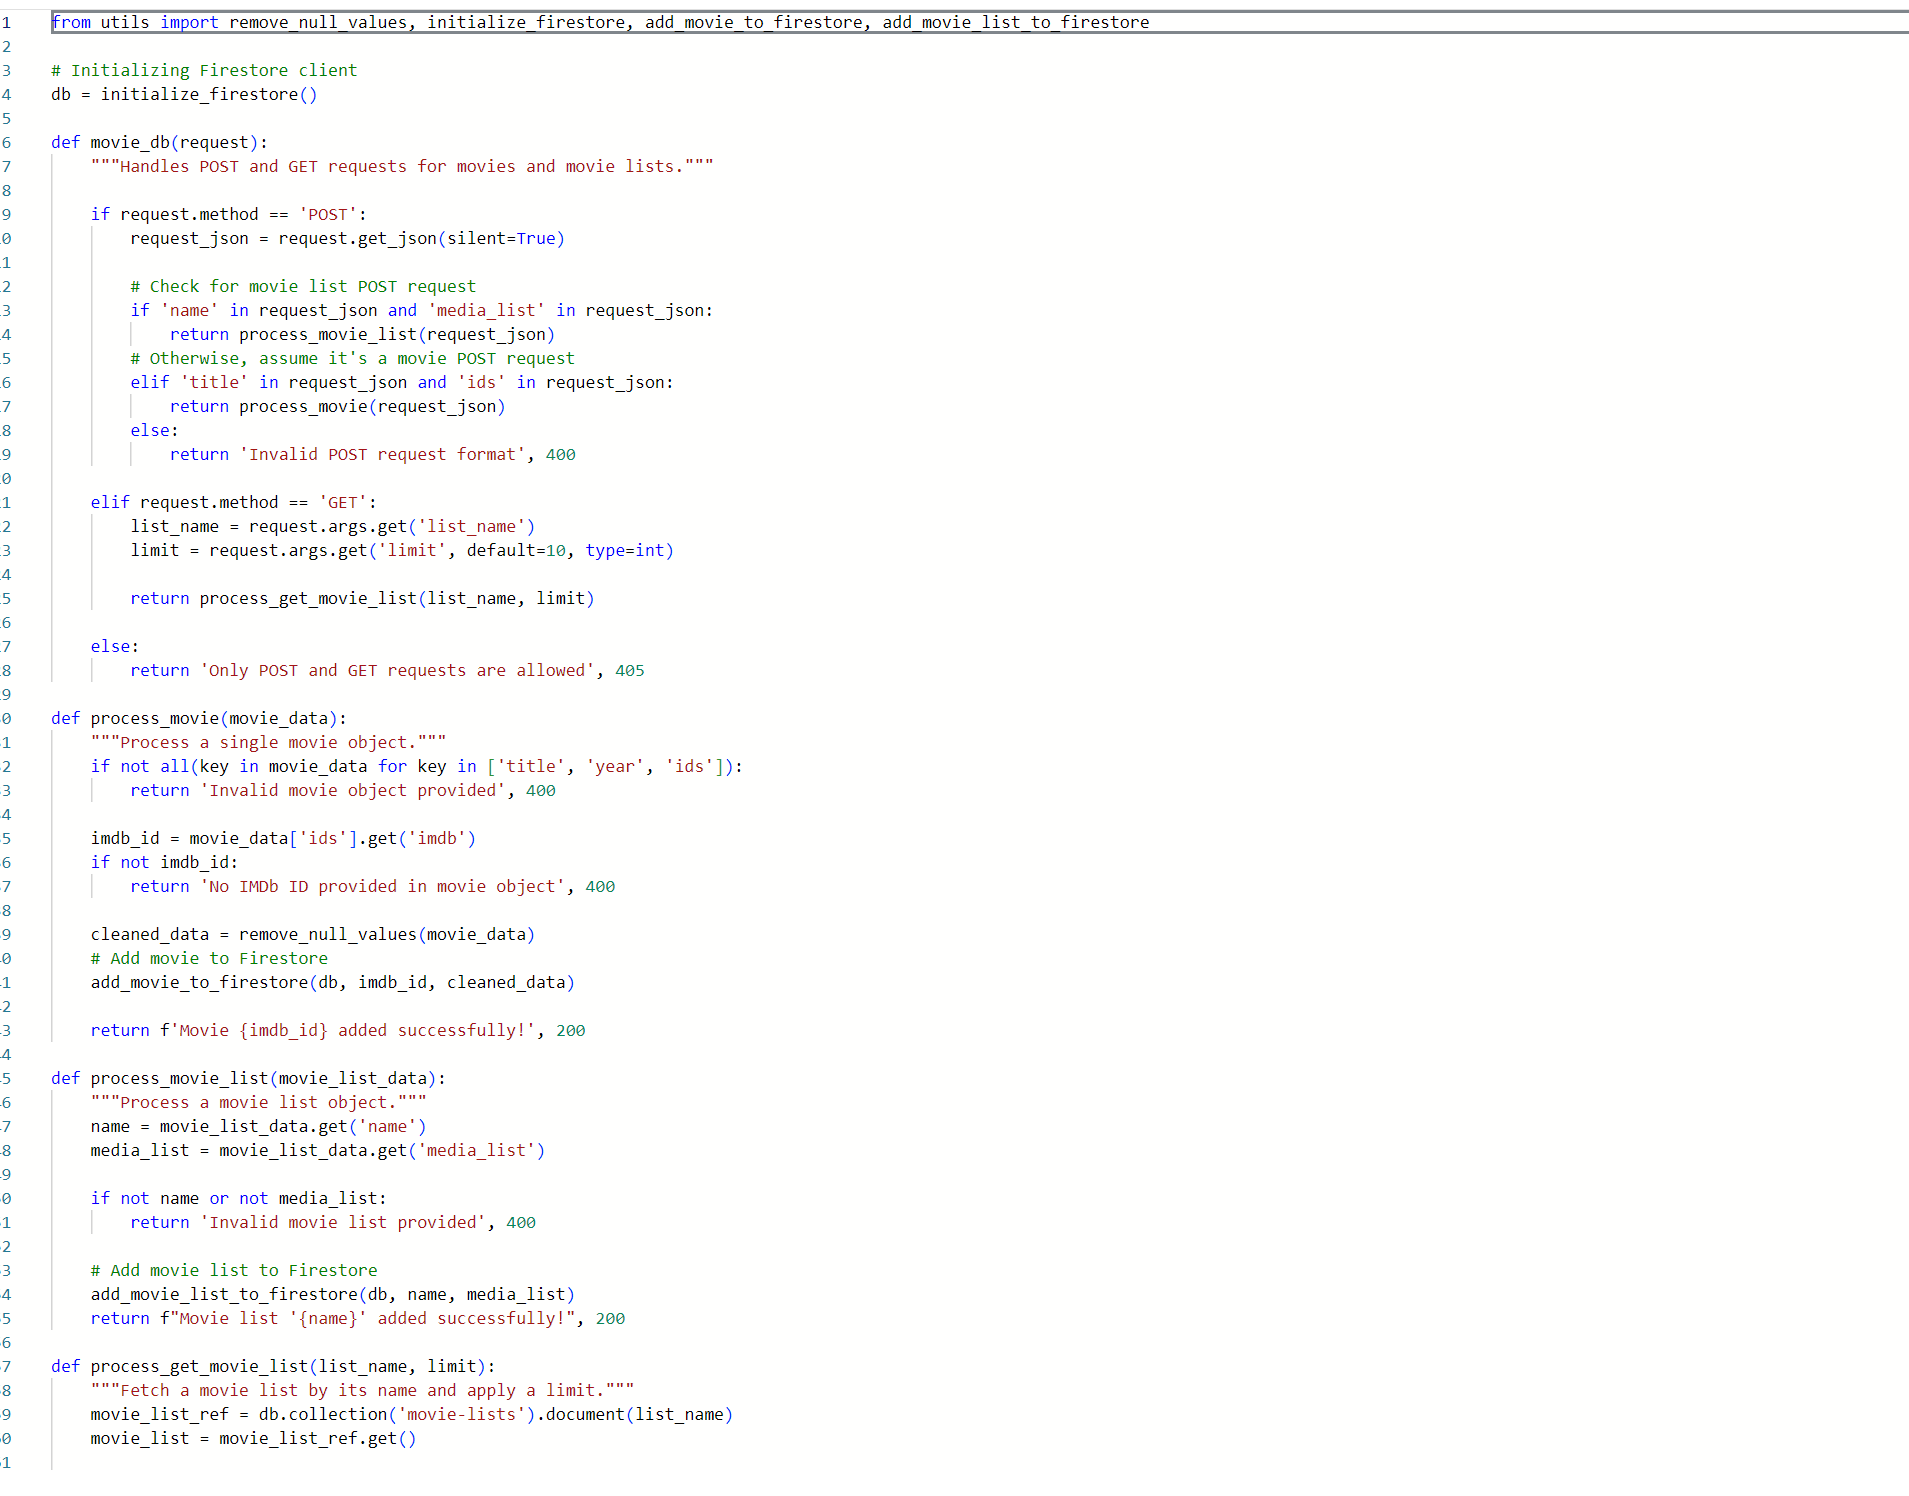 1 from utils import remove_null_values, initialize_firestore, add_movie_to_firestore, add_movie_list_to_firestore
2
3 # Initializing Firestore client
4 db = initialize_firestore()
5
6 def movie_db(request):
7 """Handles POST and GET requests for movies and movie lists."""
8
9 if request.method == 'POST':
0 request_json = request.get_json(silent=True)
1
2 # Check for movie list POST request
3 if 'name' in request_json and 'media_list' in request_json:
4 return process_movie_list(request_json)
5 # Otherwise, assume it's a movie POST request
6 elif 'title' in request_json and 'ids' in request_json:
7 return process_movie(request_json)
8 else:
9 return 'Invalid POST request format', 400
0
1 elif request.method == 'GET':
2 list_name = request.args.get('list_name')
3 limit = request.args.get('limit', default=10, type=int)
4
5 return process_get_movie_list(list_name, limit)
6
7 else:
8 return 'Only POST and GET requests are allowed', 405
9
0 def process_movie(movie_data):
1 """Process a single movie object."""
2 if not all(key in movie_data for key in ['title', 'year', 'ids']):
3 return 'Invalid movie object provided', 400
4
5 imdb_id = movie_data['ids'].get('imdb')
6 if not imdb_id:
7 return 'No IMDb ID provided in movie object', 400
8
9 cleaned_data = remove_null_values(movie_data)
0 # Add movie to Firestore
1 add_movie_to_firestore(db, imdb_id, cleaned_data)
2
3 return f'Movie {imdb_id} added successfully!', 200
4
5 def process_movie_list(movie_list_data):
6 """Process a movie list object."""
7 name = movie_list_data.get('name')
8 media_list = movie_list_data.get('media_list')
9
0 if not name or not media_list:
1 return 'Invalid movie list provided', 400
2
3 # Add movie list to Firestore
4 add_movie_list_to_firestore(db, name, media_list)
5 return f"Movie list '{name}' added successfully!", 200
6
7 def process_get_movie_list(list_name, limit):
8 """Fetch a movie list by its name and apply a limit."""
9 movie_list_ref = db.collection('movie-lists').document(list_name)
0 movie_list = movie_list_ref.get()
1